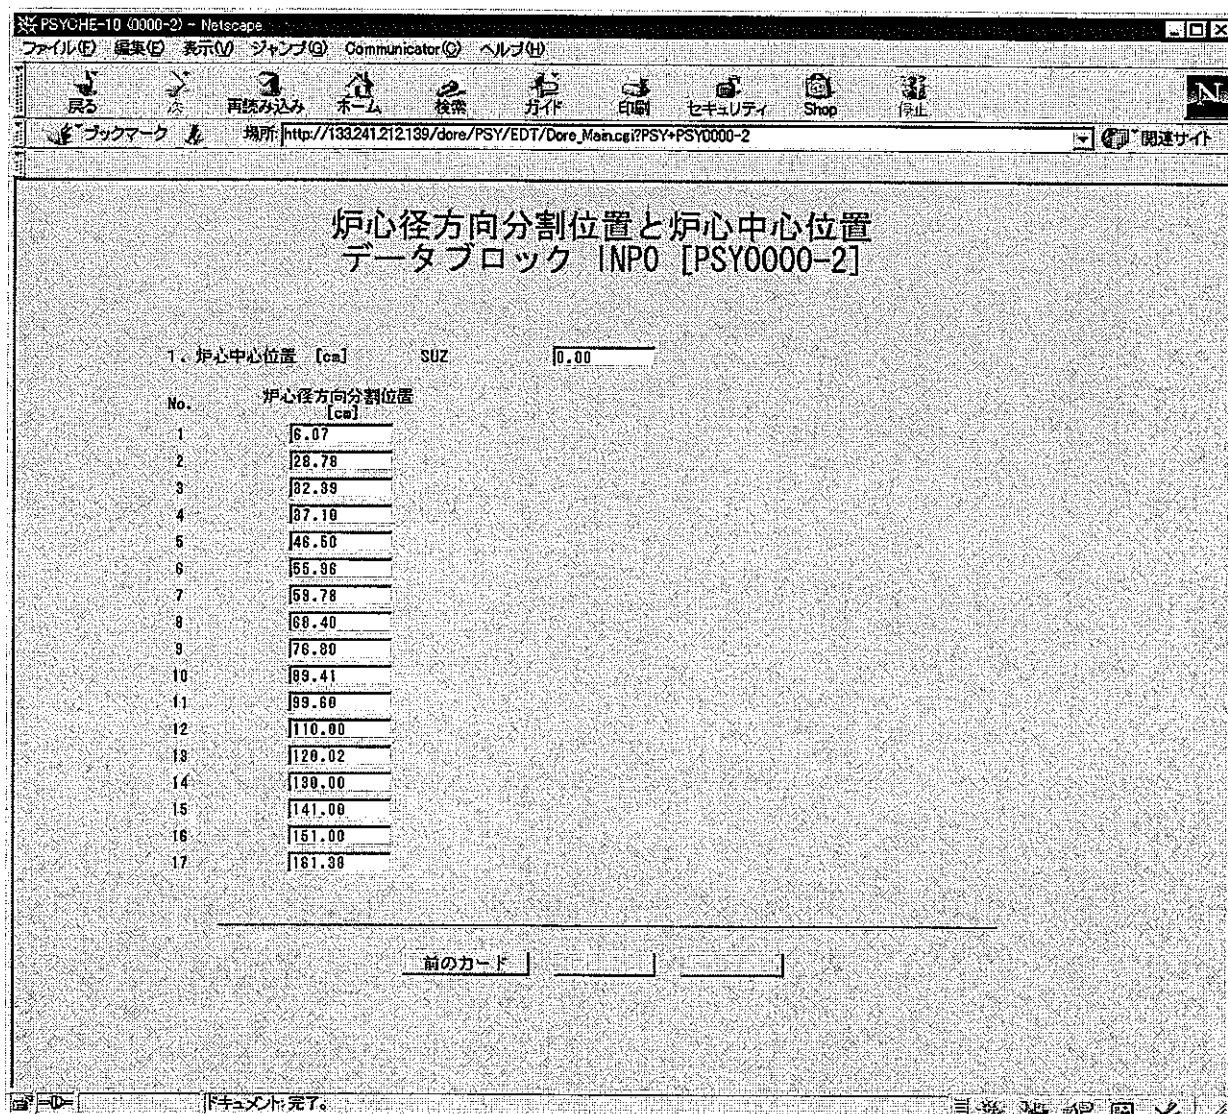 PSYCHE-10 (0000-2) - Netscape
ファイル(F) 編集(E) 表示(V) ジャンプ(G) Communicator(C) ヘルプ(H)
戻る 次 再読み込み ホーム 検索 ガイド 印刷 セキュリティ Shop 停止
N
ブックマーク 場所: http://133.241.212.139/dore/PSY/EDT/Dore_Main.cgi?PSY+PSY0000-2 関連サイト
炉心径方向分割位置と炉心中心位置
データブロック INP0 [PSY0000-2]
1. 炉心中心位置 [cm] SUZ 0.00
No. 炉心径方向分割位置
[cm]
1 6.07
2 28.78
3 32.39
4 37.10
5 46.50
6 55.96
7 59.78
8 68.40
9 76.80
10 89.41
11 99.60
12 110.00
13 120.02
14 130.00
15 141.00
16 151.00
17 161.38
前のカード
ドキュメント: 完了。